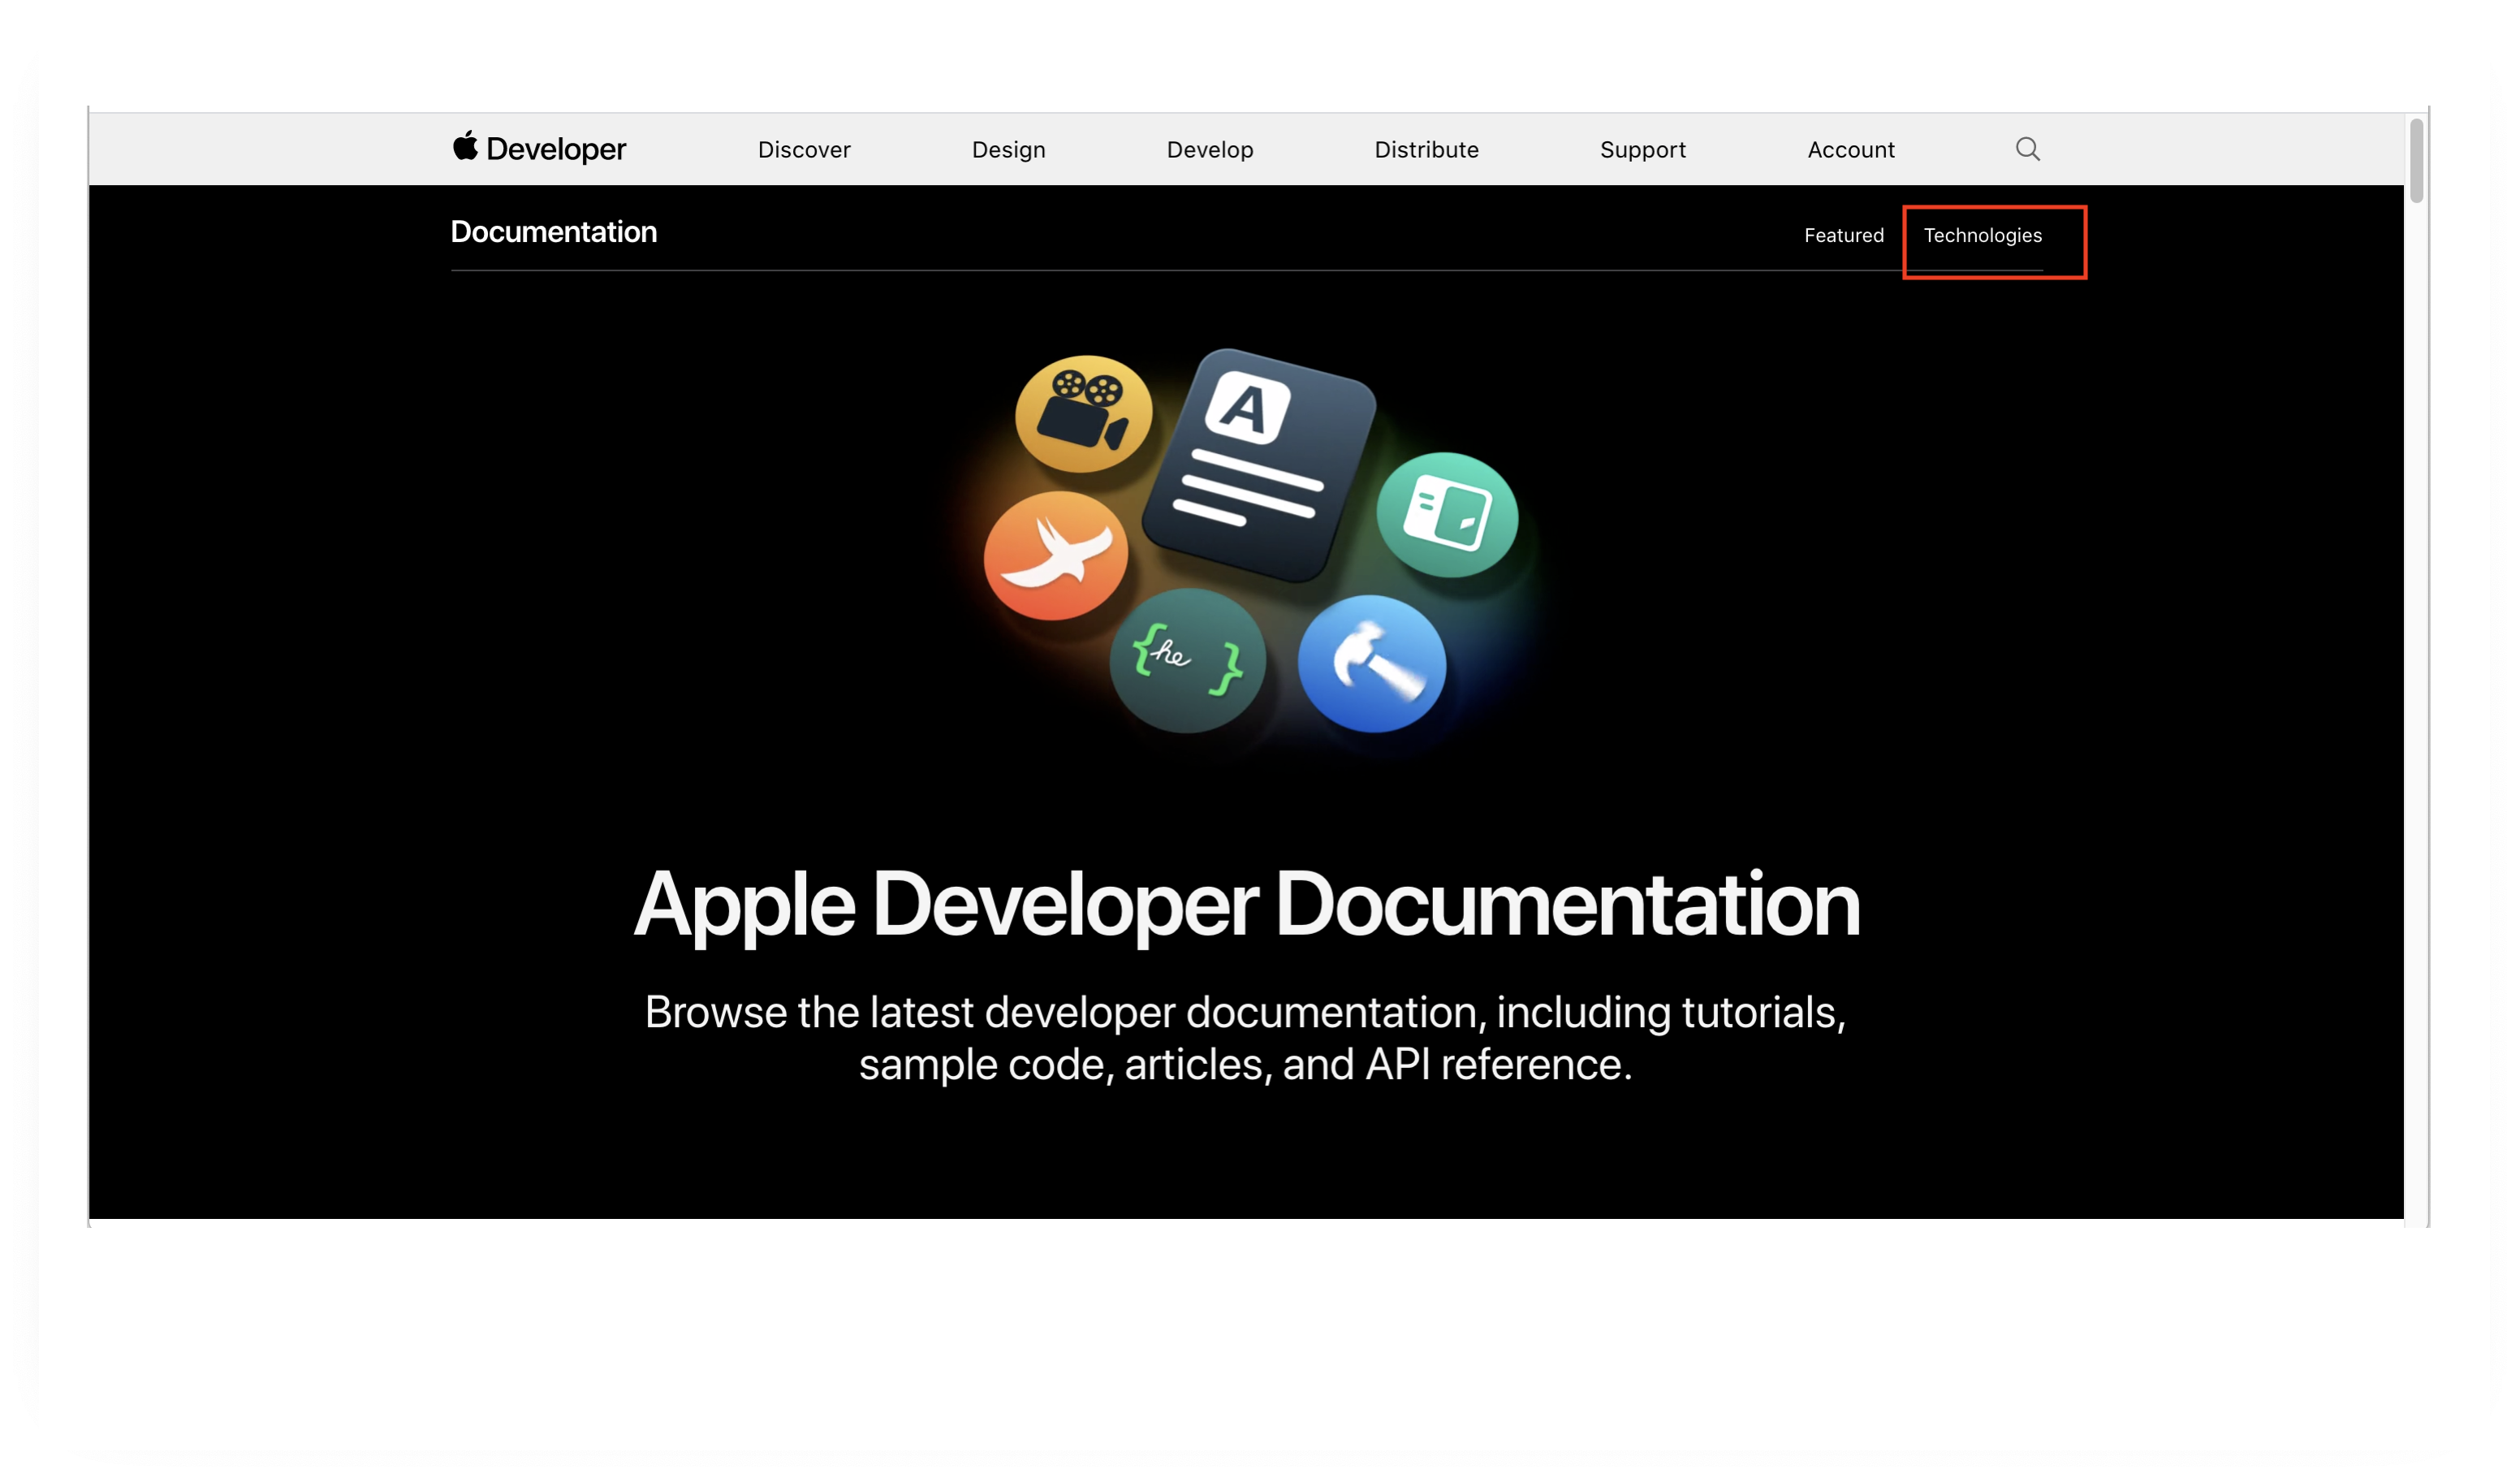 Developer Discover Design Develop Distribute Support Account
Documentation Featured Technologies
A
{he }
Apple Developer Documentation
Browse the latest developer documentation, including tutorials,
sample code, articles, and API reference.